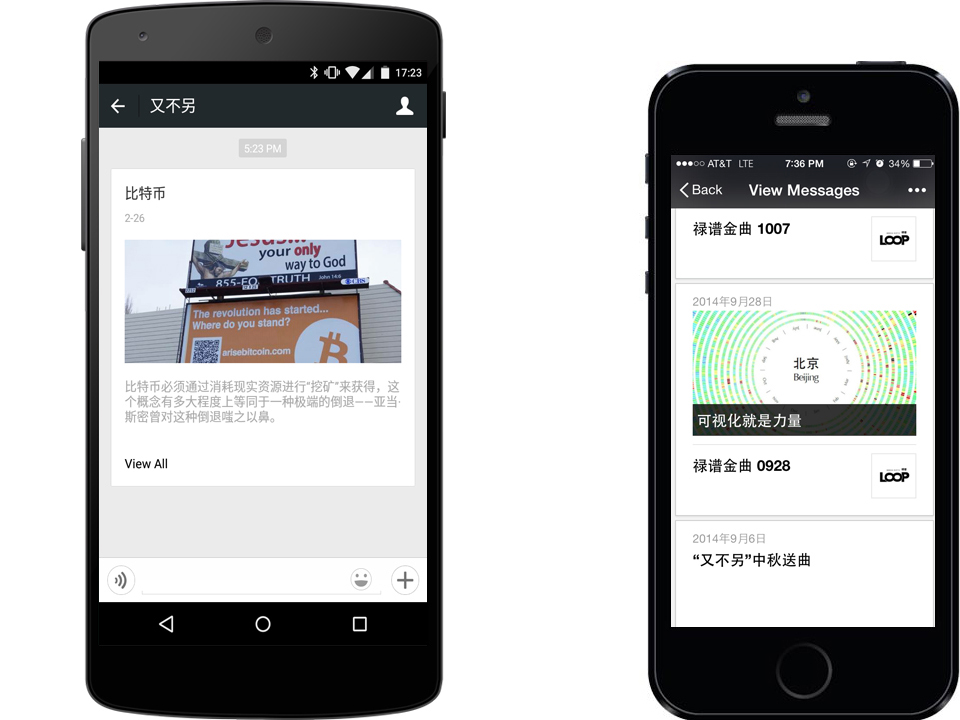 17:23
又不另
5:23 PM
比特币
2-26
Jesus...
your only
way to God
855-FOR TRUTH John 14:6
CBS
The revolution has started...
Where do you stand?
arisebitcoin.com
比特币必须通过消耗现实资源进行“挖矿”来获得，这
个概念有多大程度上等同于一种极端的倒退——亚当·
斯密曾对这种倒退嗤之以鼻。
View All
AT&T LTE 7:36 PM 34%
Back View Messages
禄谱金曲 1007
LOOP
2014年9月28日
北京
Beijing
可视化就是力量
禄谱金曲 0928
LOOP
2014年9月6日
“又不另”中秋送曲